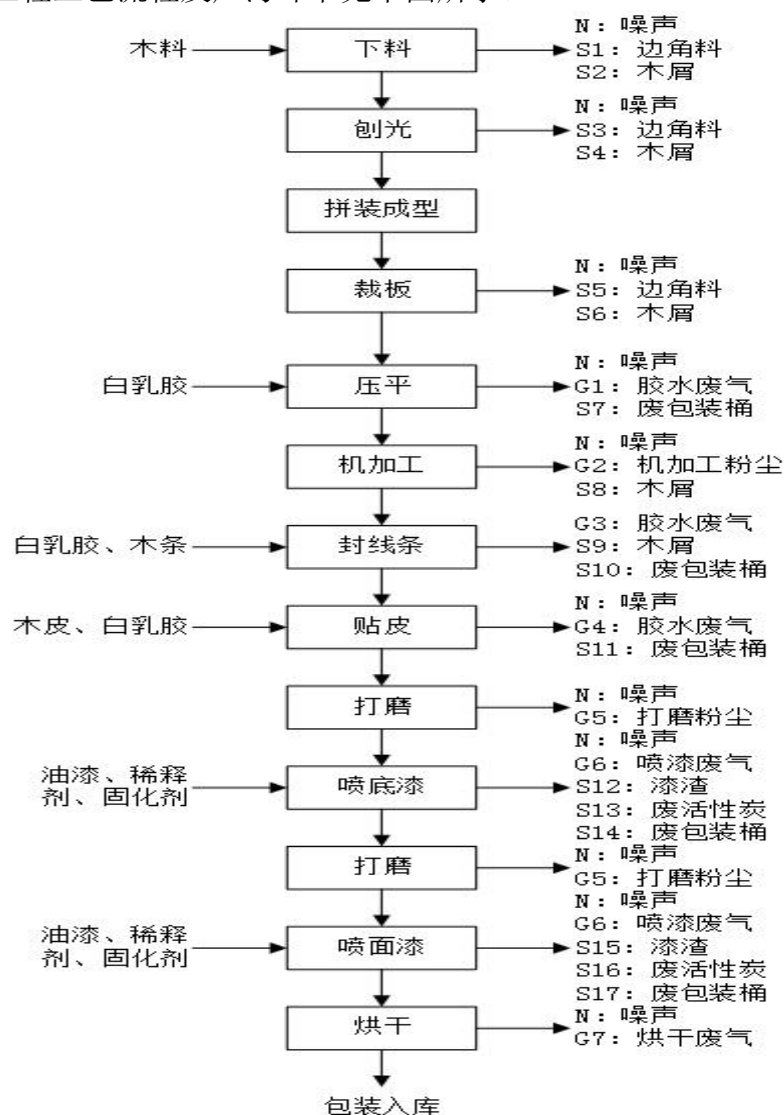 N：噪声
木料
下料
S1：边角料
S2：木屑
N：噪声
刨光
S3：边角料
S4：木屑
拼装成型
N：噪声
裁板
S5：边角料
S6：木屑
N：噪声
白乳胶
压平
G1：胶水废气
S7：废包装桶
N：噪声
机加工
G2：机加工粉尘
S8：木屑
G3：胶水废气
白乳胶、木条
封线条
S9：木屑
S10：废包装桶
N：噪声
木皮、白乳胶
贴皮
G4：胶水废气
S11：废包装桶
N：噪声
打磨
G5：打磨粉尘
N：噪声
G6：喷漆废气
油漆、稀释
剂、固化剂
喷底漆
S12：漆渣
S13：废活性炭
S14：废包装桶
N：噪声
打磨
G5：打磨粉尘
N：噪声
G6：喷漆废气
油漆、稀释
剂、固化剂
喷面漆
S15：漆渣
S16：废活性炭
S17：废包装桶
N：噪声
烘干
G7：烘干废气
包装入库